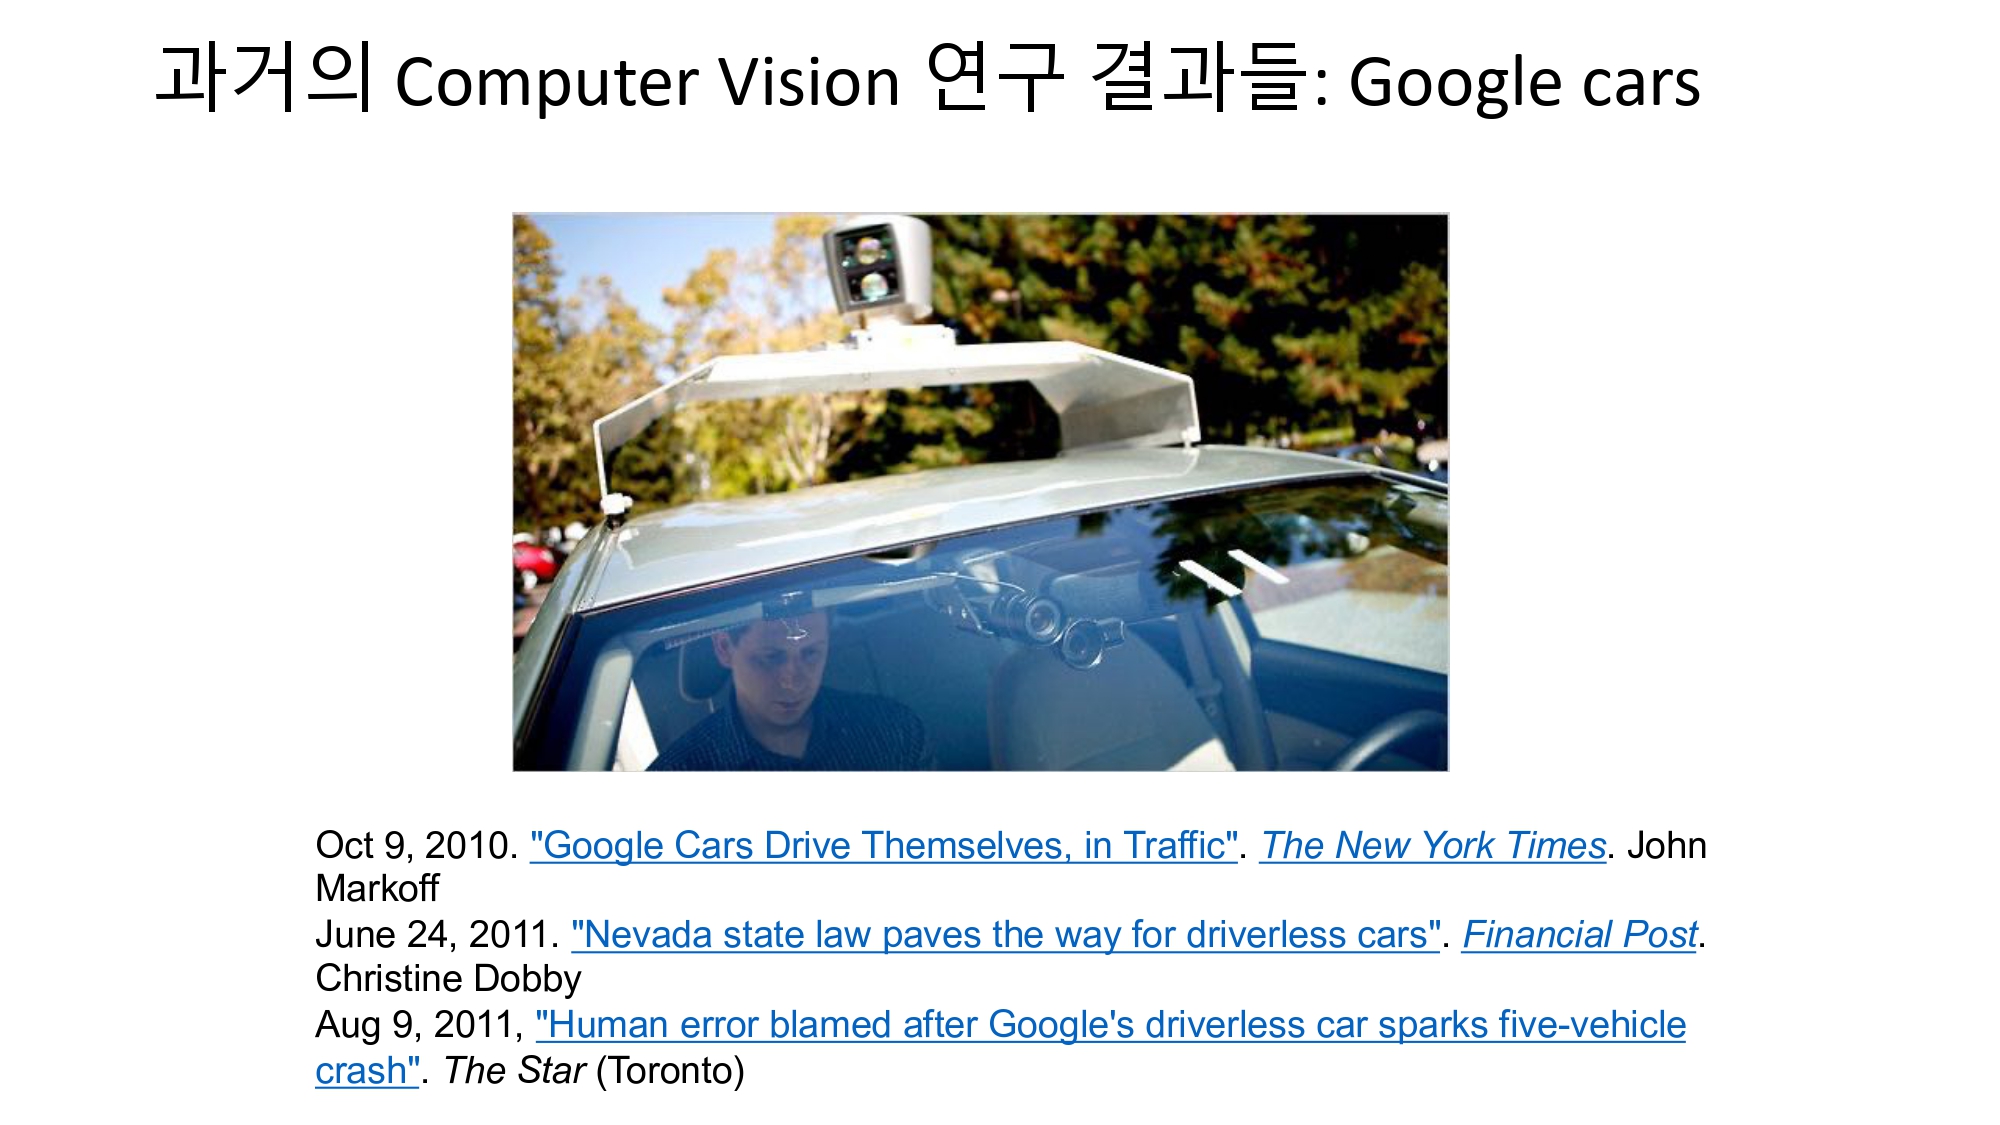 과거의 Computer Vision 연구 결과들: Google cars
Oct 9, 2010. "Google Cars Drive Themselves, in Traffic". The New York Times. John
Markoff
June 24, 2011. "Nevada state law paves the way for driverless cars". Financial Post.
Christine Dobby
Aug 9, 2011, "Human error blamed after Google's driverless car sparks five-vehicle
crash". The Star (Toronto)